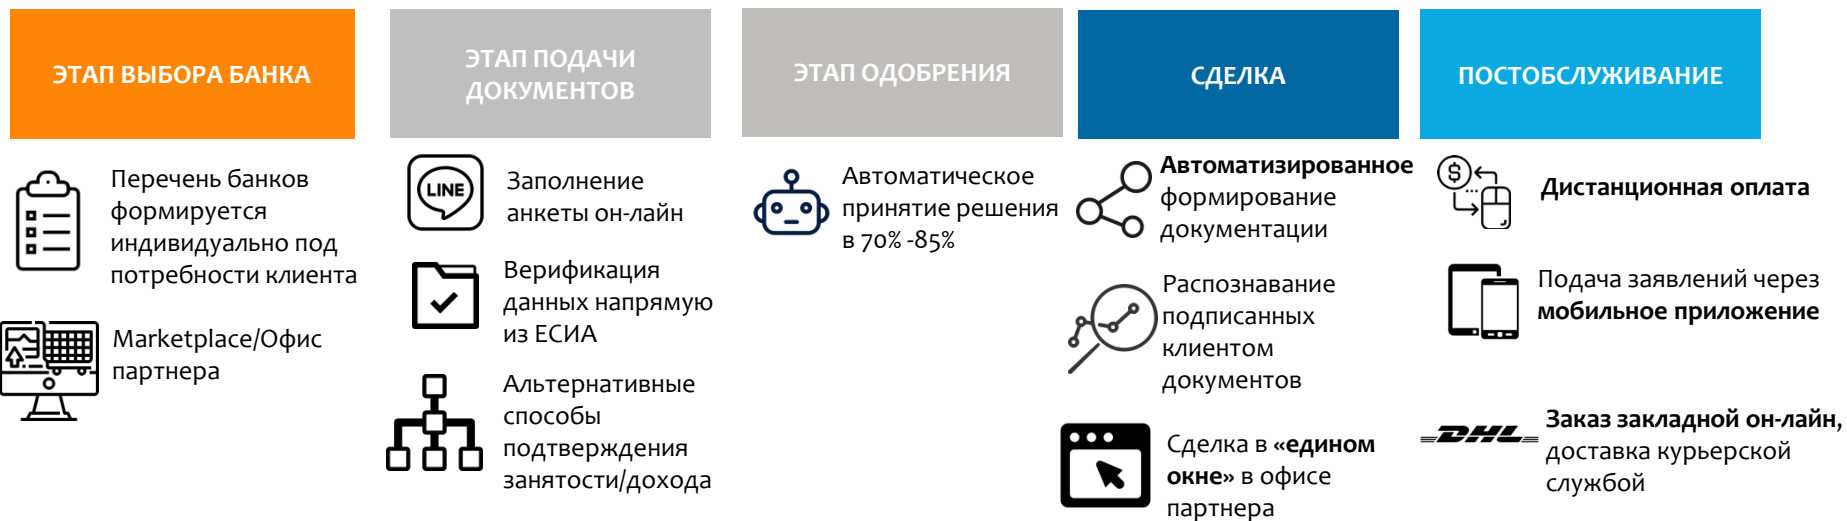 ЭТАП ВЫБОРА БАНКА
Перечень банков
формируется
индивидуально под
потребности клиента
Marketplace/Офис
партнера
ЭТАП ПОДАЧИ
ДОКУМЕНТОВ
LINE
Заполнение
анкеты он-лайн
Верификация
данных напрямую
из ЕСИА
Альтернативные
способы
подтверждения
занятости/дохода
ЭТАП ОДОБРЕНИЯ
Автоматическое
принятие решения
в 70% -85%
СДЕЛКА
Автоматизированное
формирование
документации
Распознавание
подписанных
клиентом
документов
Сделка в «едином
окне» в офисе
партнера
ПОСТОБСЛУЖИВАНИЕ
$
Дистанционная оплата
Подача заявлений через
мобильное приложение
DHL
Заказ закладной он-лайн,
доставка курьерской
службой